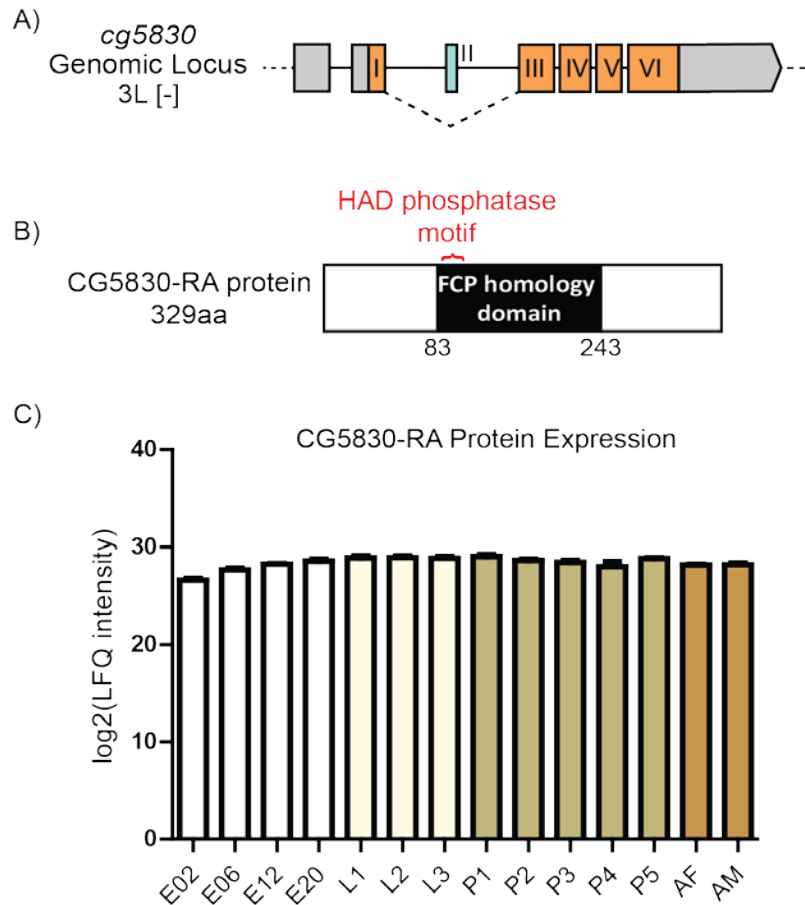 A)
cg5830
Genomic Locus
3L [-]
I
II
III
IV
V
VI
B)
HAD phosphatase
motif
CG5830-RA protein
329aa
FCP homology
domain
83
243
C)
CG5830-RA Protein Expression
log2(LFQ intensity)
40
30
20
10
0
E02 E06 E12 E20 L1 L2 L3 P1 P2 P3 P4 P5 AF AM